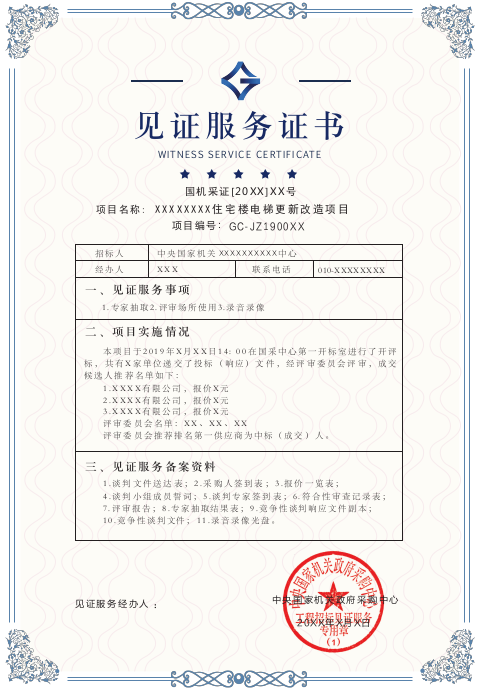 见证服务证书
WITNESS SERVICE CERTIFICATE
国机采证[20XX]XX号
项目名称：XXXXXXXX住宅楼电梯更新改造项目
项目编号：GC-JZ1900XX
招标人 中央国家机关XXXXXXXXXX中心
经办人 XXX 联系电话 010-XXXXXXXX
一、见证服务事项
1.专家抽取2.评审场所使用3.录音录像
二、项目实施情况
本项目于2019年X月XX日14：00在国采中心第一开标室进行了开评
标，共有X家单位递交了投标（响应）文件，经评审委员会评审，成交
候选人推荐名单如下：
1.XXXX有限公司，报价X元
2.XXXX有限公司，报价X元
3.XXXX有限公司，报价X元
评审委员会名单：XX、XX、XX
评审委员会推荐排名第一供应商为中标（成交）人。
三、见证服务备案资料
1.谈判文件送达表；2.采购人签到表；3.报价一览表；
4.谈判小组成员誓词；5.谈判专家签到表；6.符合性审查记录表；
7.评审报告；8.专家抽取结果表；9.竞争性谈判响应文件副本；
10.竞争性谈判文件；11.录音录像光盘。
见证服务经办人：
中央国家机关政府采购中心
20XX年X月X日
中央国家机关政府采购中心
工程招标见证服务
专用章
（1）